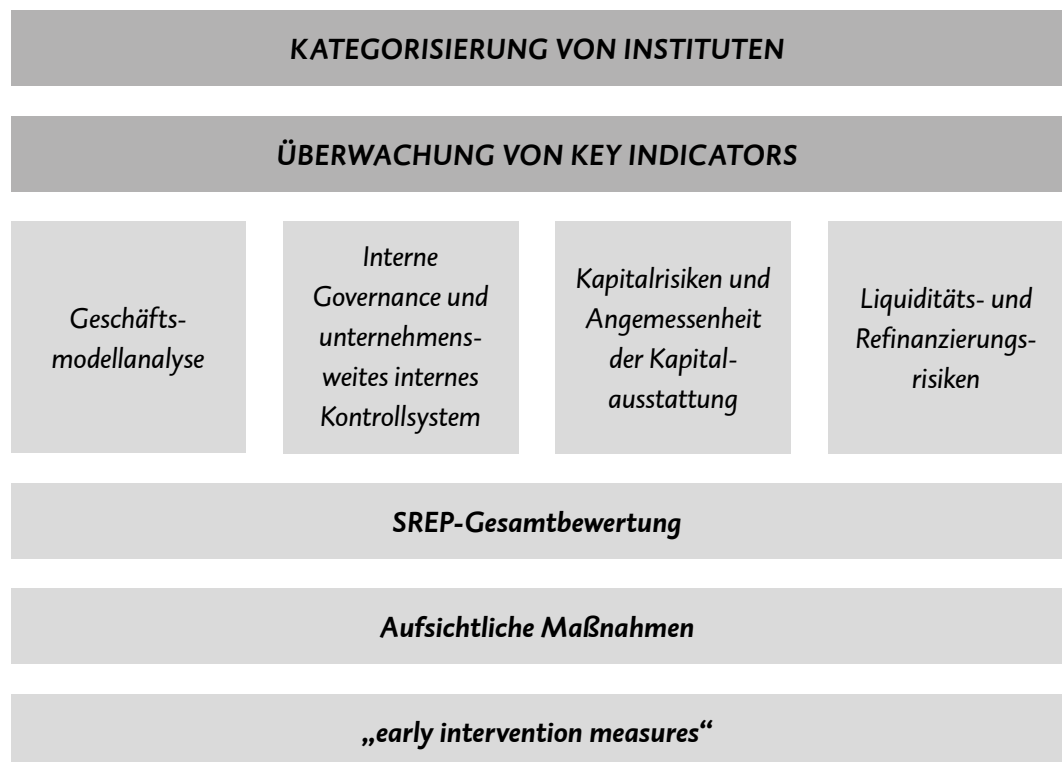 KATEGORISIERUNG VON INSTITUTEN
ÜBERWACHUNG VON KEY INDICATORS
Geschäfts-
modellanalyse
Interne
Governance und
unternehmens-
weites internes
Kontrollsystem
Kapitalrisiken und
Angemessenheit
der Kapital-
ausstattung
Liquiditäts- und
Refinanzierungs-
risiken
SREP-Gesamtbewertung
Aufsichtliche Maßnahmen
„early intervention measures“